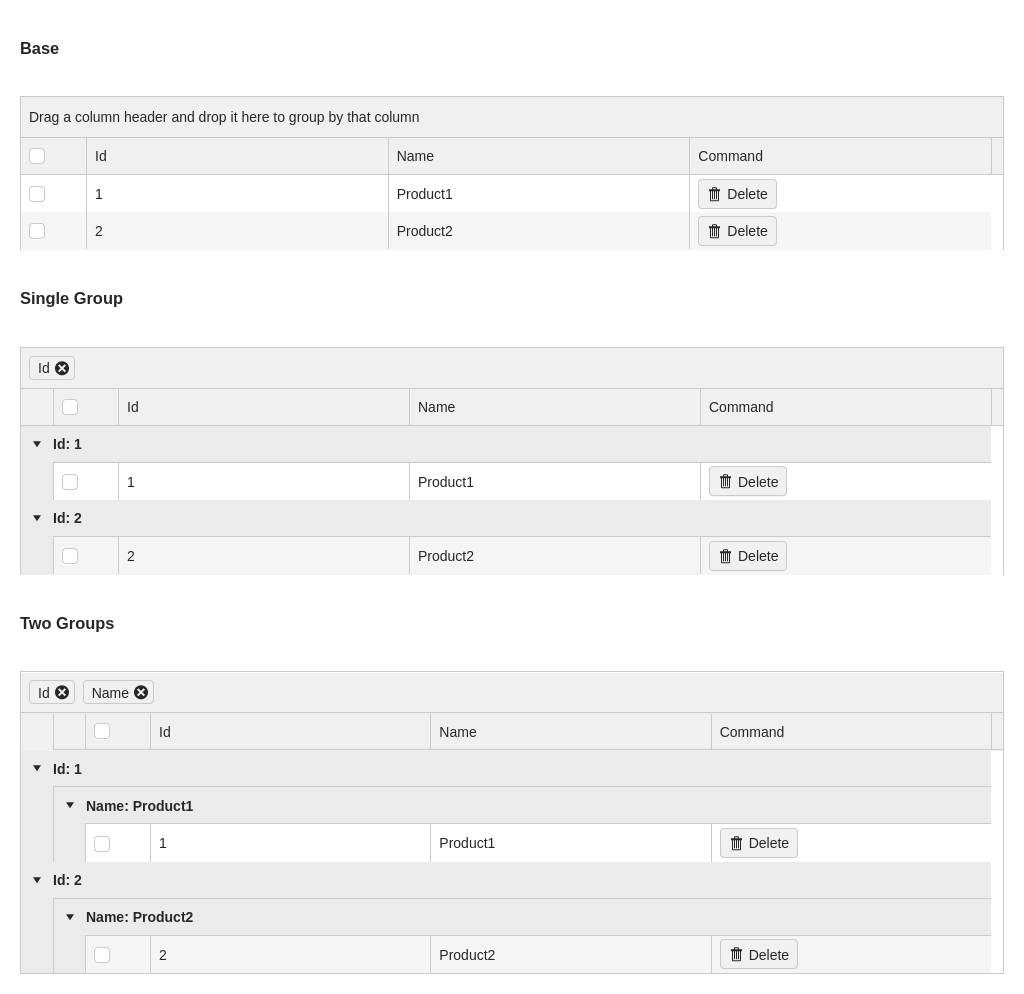 Base
Drag a column header and drop it here to group by that column
Id Name Command
1 Product1 Delete
2 Product2 Delete
Single Group
Id
Id Name Command
Id: 1
1 Product1 Delete
Id: 2
2 Product2 Delete
Two Groups
Id Name
Id Name Command
Id: 1
Name: Product1
1 Product1 Delete
Id: 2
Name: Product2
2 Product2 Delete